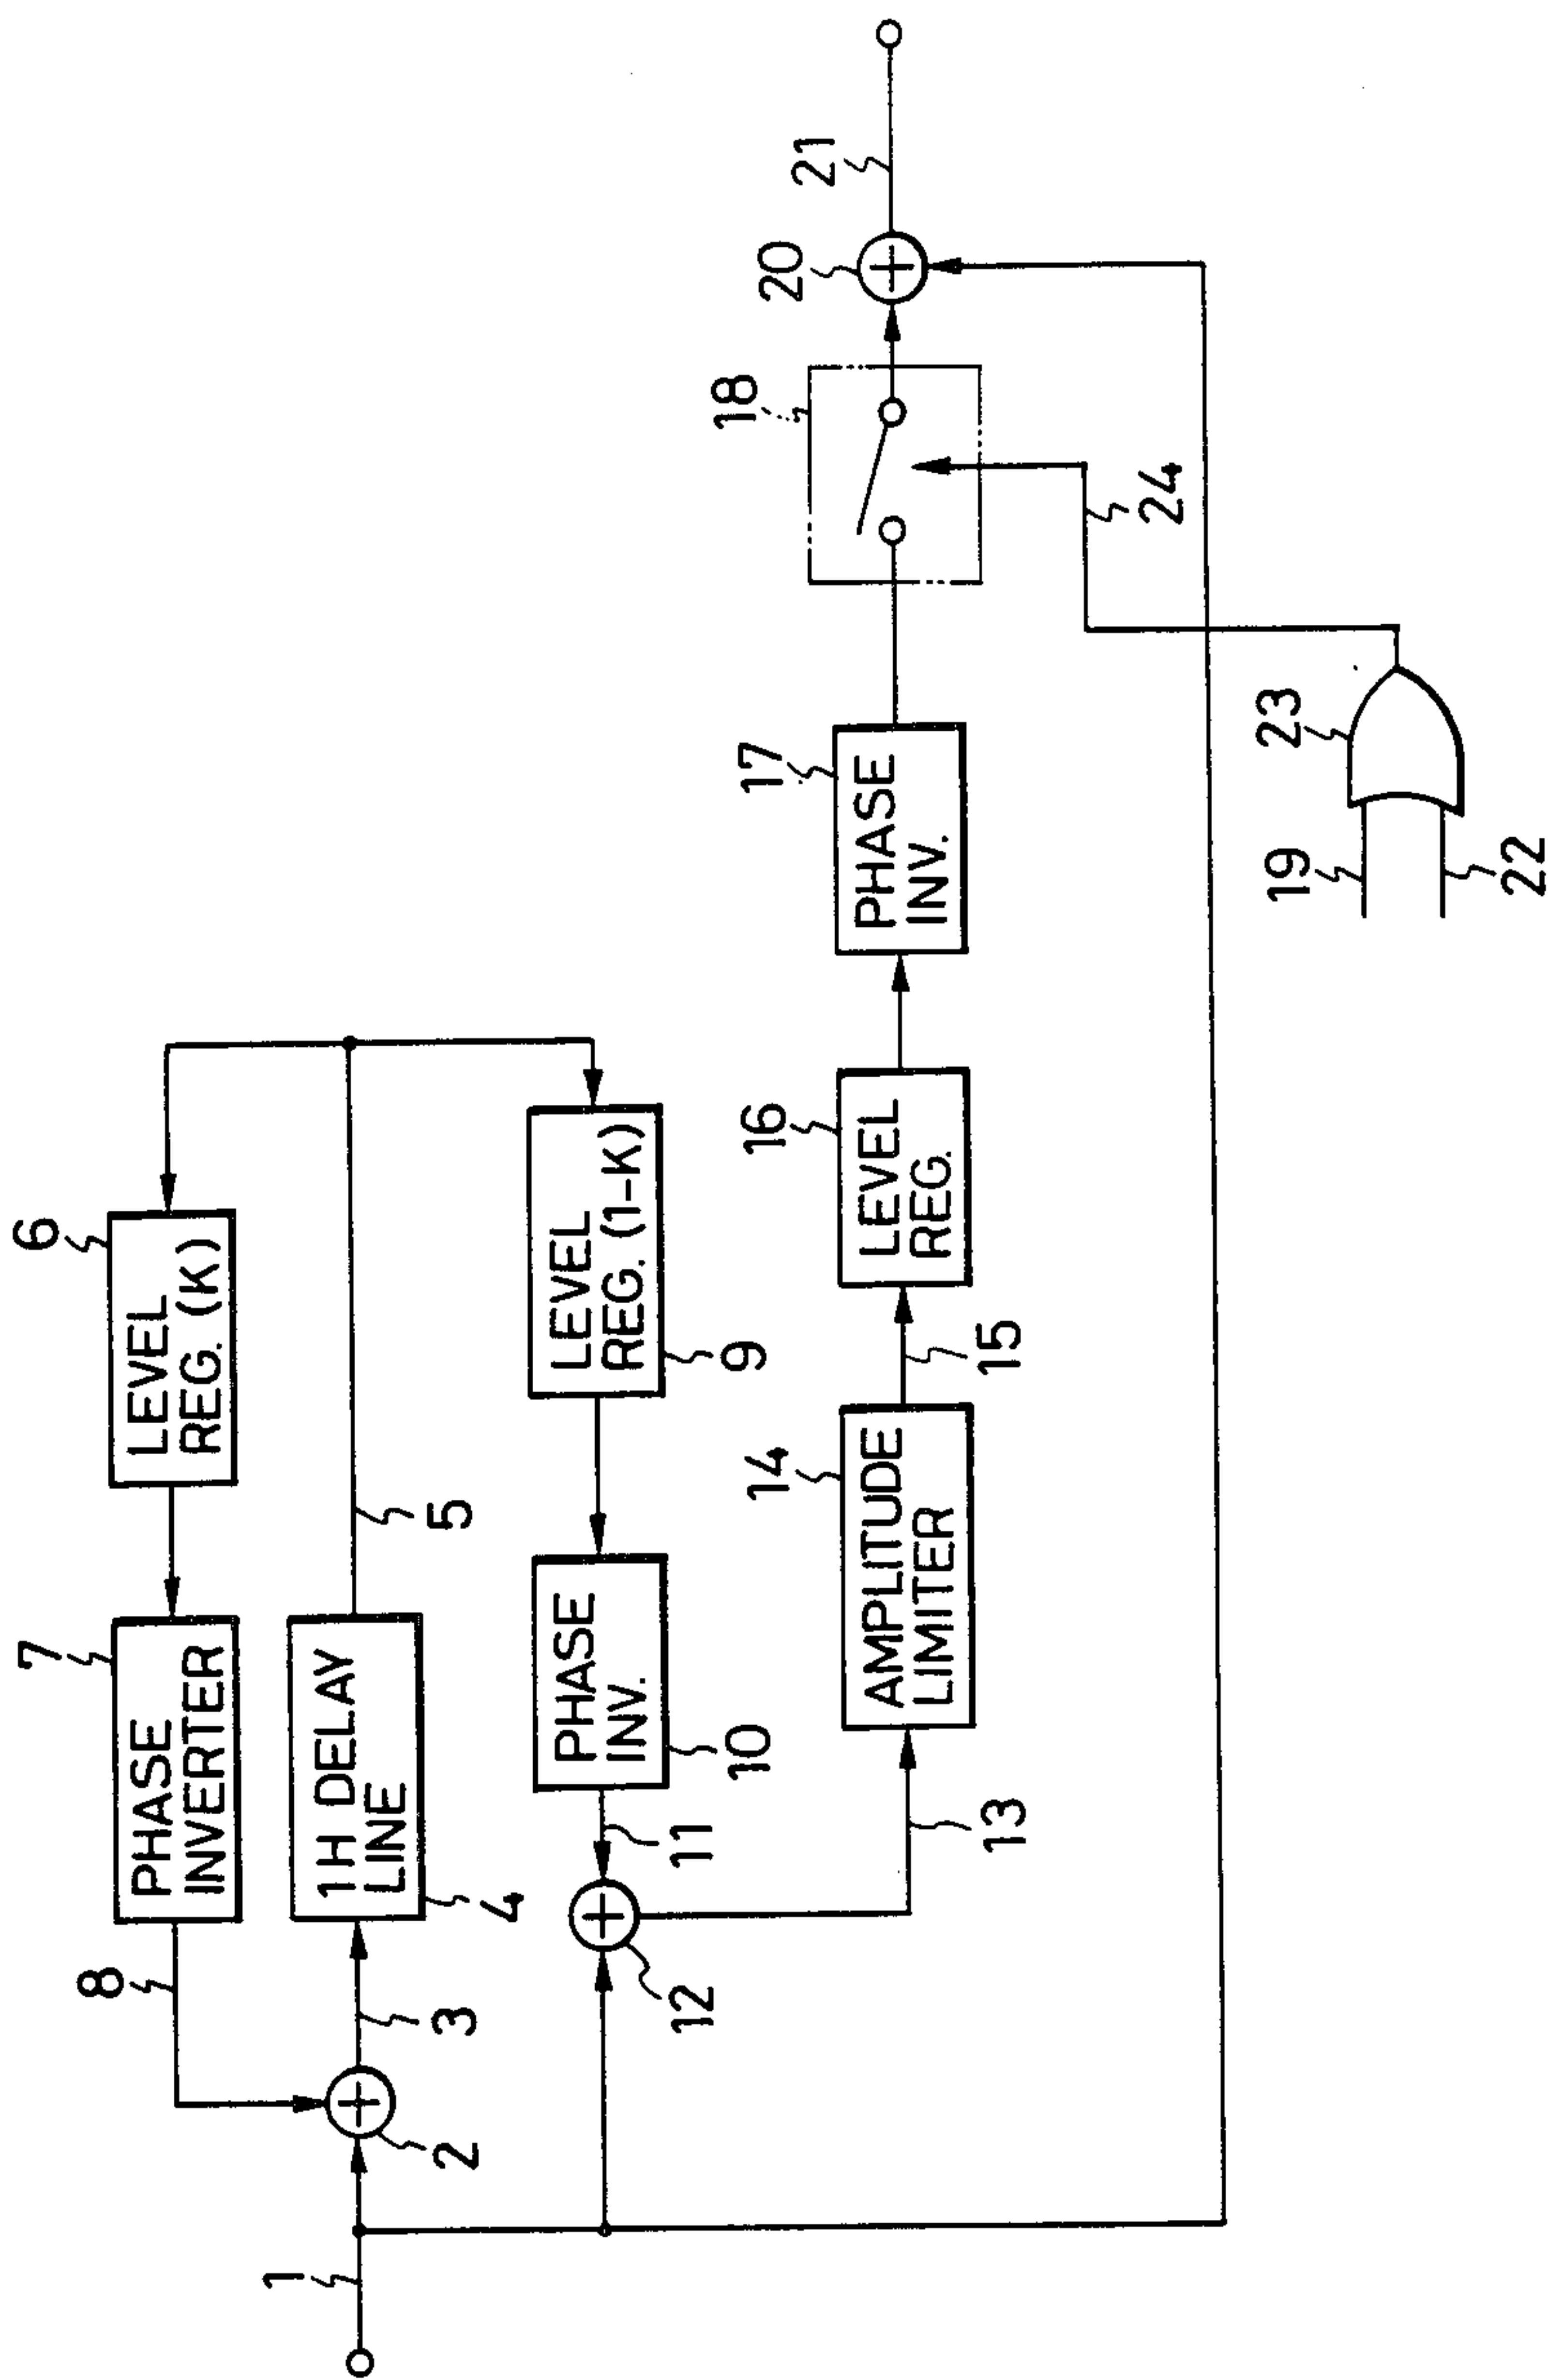 6
LEVEL
REG. (K)
7
PHASE
INVERTER
8
1H DELAY
LINE
4
5
3
2
1
LEVEL
REG. (1-K)
9
PHASE
INV.
10
11
12
13
14
AMPLITUDE
LIMITER
15
16
LEVEL
REG.
17
PHASE
INV.
18
20
21
24
23
19
22